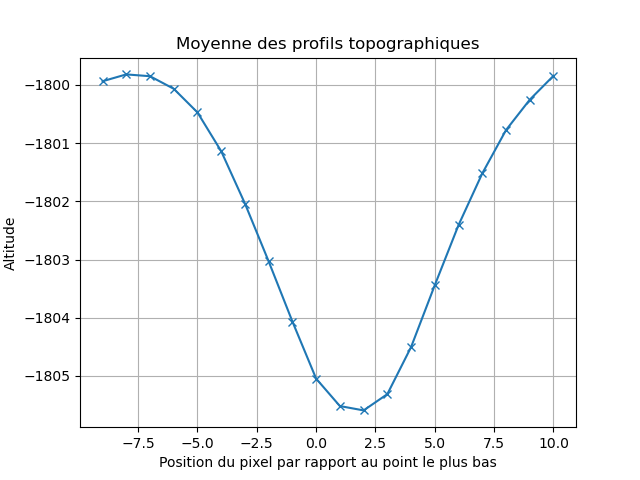 Moyenne des profils topographiques
−1800
−1801
−1802
−1803
−1804
−1805
Altitude
−7.5 −5.0 −2.5 0.0 2.5 5.0 7.5 10.0
Position du pixel par rapport au point le plus bas